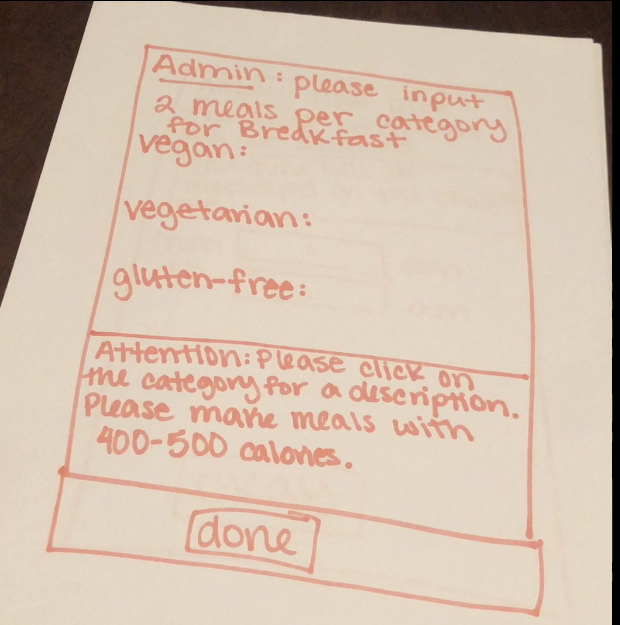 Admin: please input
2 meals per category
for Breakfast
vegan:
vegetarian:
gluten-free:
Attention: Please click on
the category for a description.
Please make meals with
400-500 calories.
done